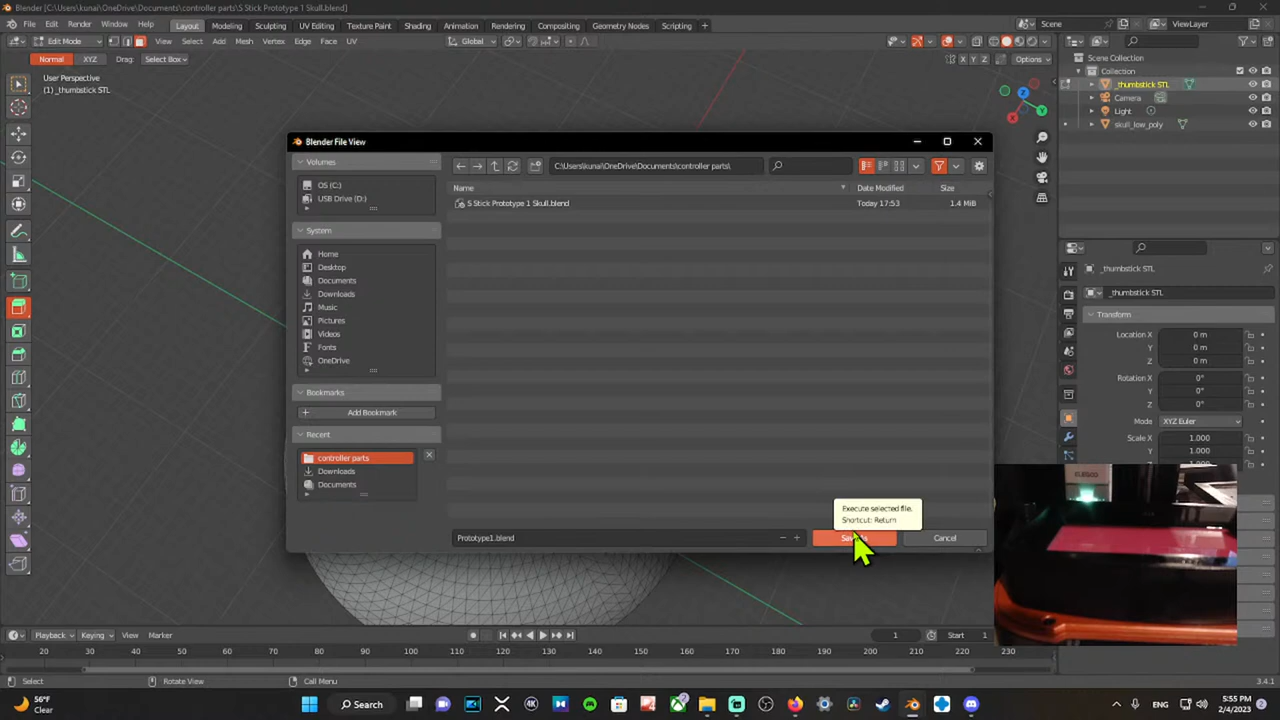 Blender [C:\Users\kunai\OneDrive\Documents\controller parts\S Stick Prototype 1 Skull.blend]
File Edit Render Window Help Layout Modeling Sculpting UV Editing Texture Paint Shading Animation Rendering Compositing Geometry Nodes Scripting + Scene ViewLayer
Edit Mode View Select Add Mesh Vertex Edge Face UV Global
Normal XYZ Drag: Select Box X Y Z Options
User Perspective
(1) _thumbstick STL
Scene Collection
Collection
_thumbstick STL
Camera
Light
skull_low_poly
Z
Y
X
Blender File View
Volumes
OS (C:)
USB Drive (D:)
System
Home
Desktop
Documents
Downloads
Music
Pictures
Videos
Fonts
OneDrive
Bookmarks
Add Bookmark
Recent
controller parts
Downloads
Documents
C:\Users\kunai\OneDrive\Documents\controller parts\
Name Date Modified Size
S Stick Prototype 1 Skull.blend Today 17:53 1.4 MiB
Execute selected file.
Shortcut: Return
Prototype1.blend Cancel
_thumbstick STL
_thumbstick STL
Transform
Location X 0 m
Y 0 m
Z 0 m
Rotation X 0°
Y 0°
Z 0°
Mode XYZ Euler
Scale X 1.000
Y 1.000
ELEGOO
Playback Keying View Marker 1 Start 1
20 30 40 50 60 70 80 90 100 110 120 130 140 150 160 170 180 190 200 210 220 230
Select Rotate View Call Menu 3.4.1
56°F
Clear
Search
ENG
5:55 PM
2/4/2023